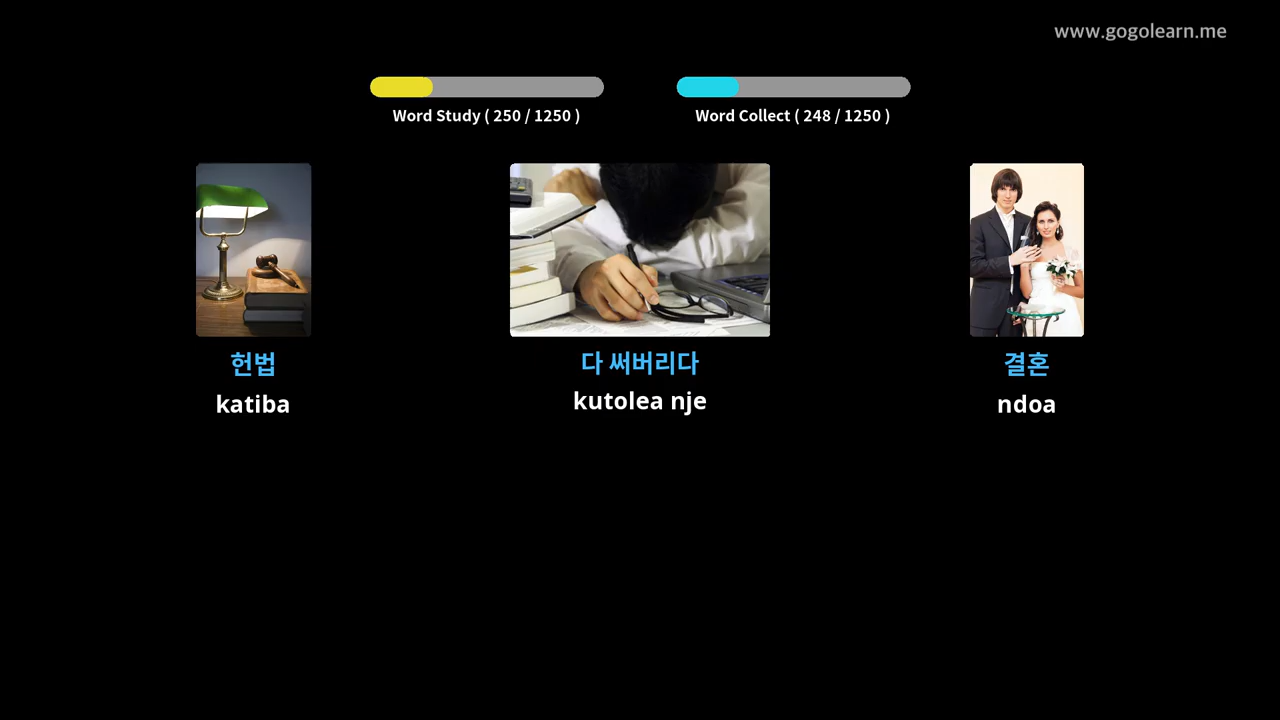 www.gogolearn.me
Word Study ( 250 / 1250 )
Word Collect ( 248 / 1250 )
헌법
다 써버리다
결혼
katiba
kutolea nje
ndoa